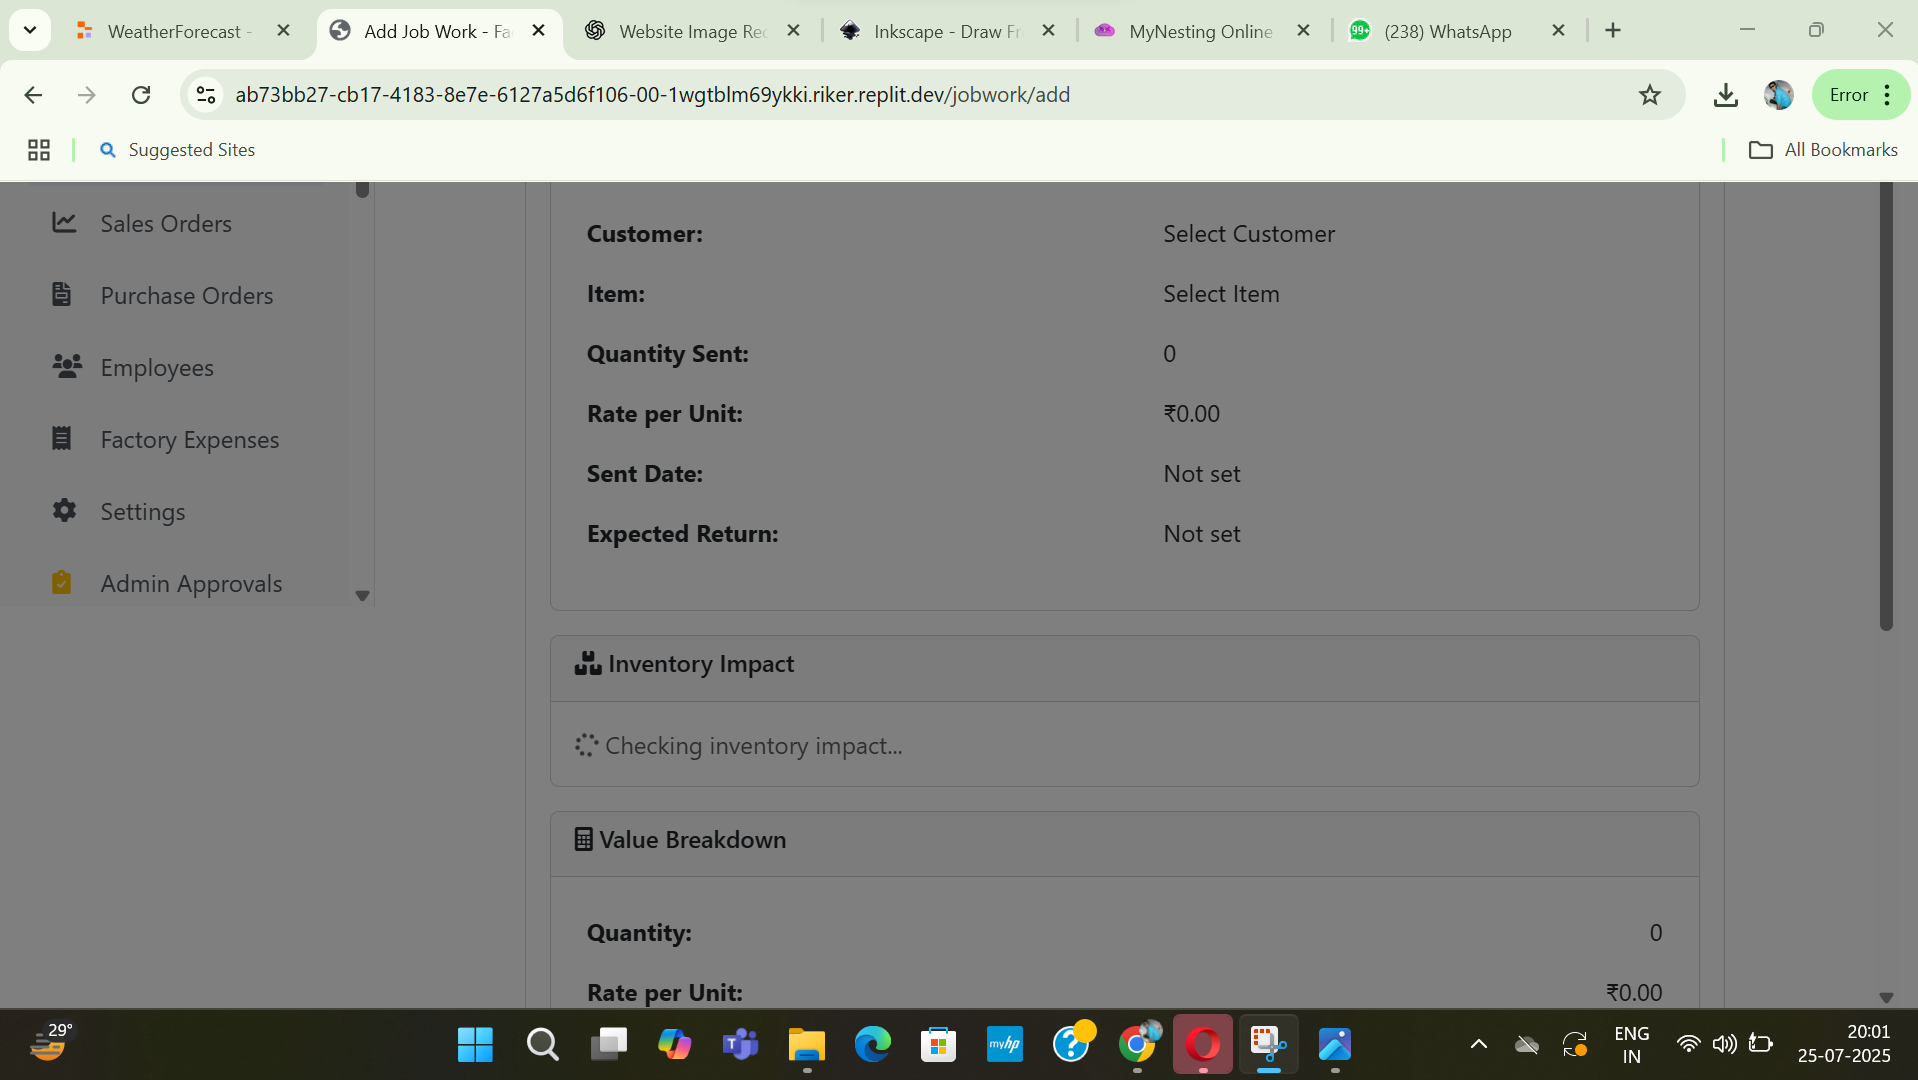 WeatherForecast -
Add Job Work - Fa
Website Image Rec
Inkscape - Draw Fr
MyNesting Online
99+
(238) WhatsApp
ab73bb27-cb17-4183-8e7e-6127a5d6f106-00-1wgtblm69ykki.riker.replit.dev/jobwork/add
Error
Suggested Sites
All Bookmarks
Sales Orders
Purchase Orders
Employees
Factory Expenses
Settings
Admin Approvals
Customer: Select Customer
Item: Select Item
Quantity Sent: 0
Rate per Unit: ₹0.00
Sent Date: Not set
Expected Return: Not set
Inventory Impact
Checking inventory impact...
Value Breakdown
Quantity: 0
Rate per Unit: ₹0.00
29°
myhp
ENG
IN
20:01
25-07-2025